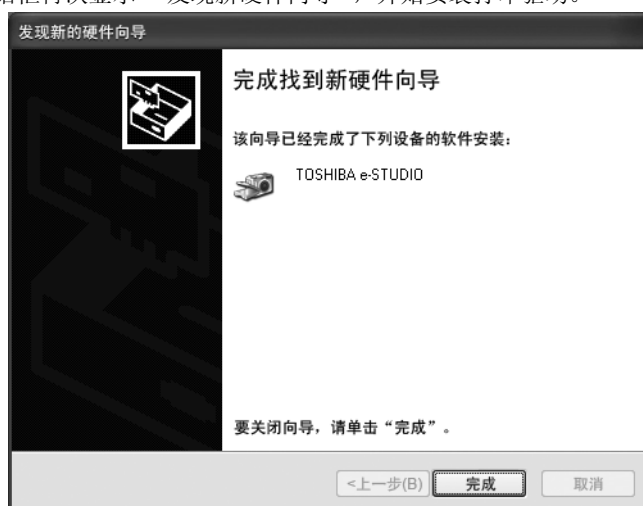 发现新的硬件向导
完成找到新硬件向导
该向导已经完成了下列设备的软件安装：
TOSHIBA e-STUDIO
要关闭向导，请单击“完成”。
<上一步(B)
完成
取消